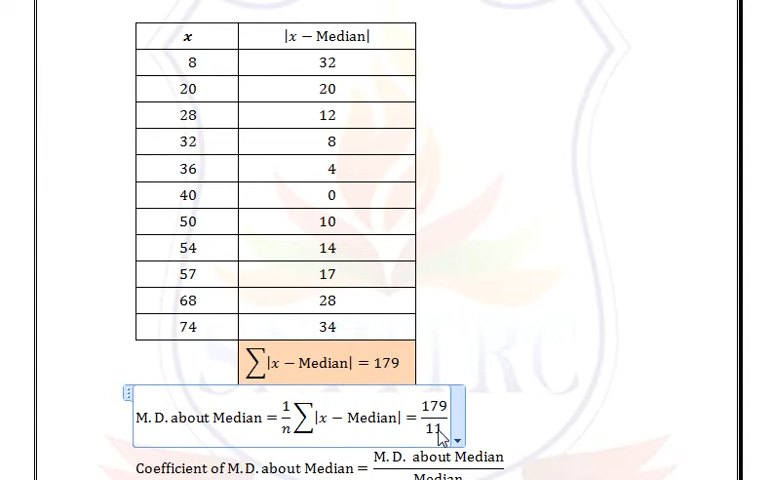 x |x − Median|
8 32
20 20
28 12
32 8
36 4
40 0
50 10
54 14
57 17
68 28
74 34
∑|x − Median| = 179
M. D. about Median = 1/n ∑|x − Median| = 179/11
Coefficient of M. D. about Median = M. D. about Median/Median